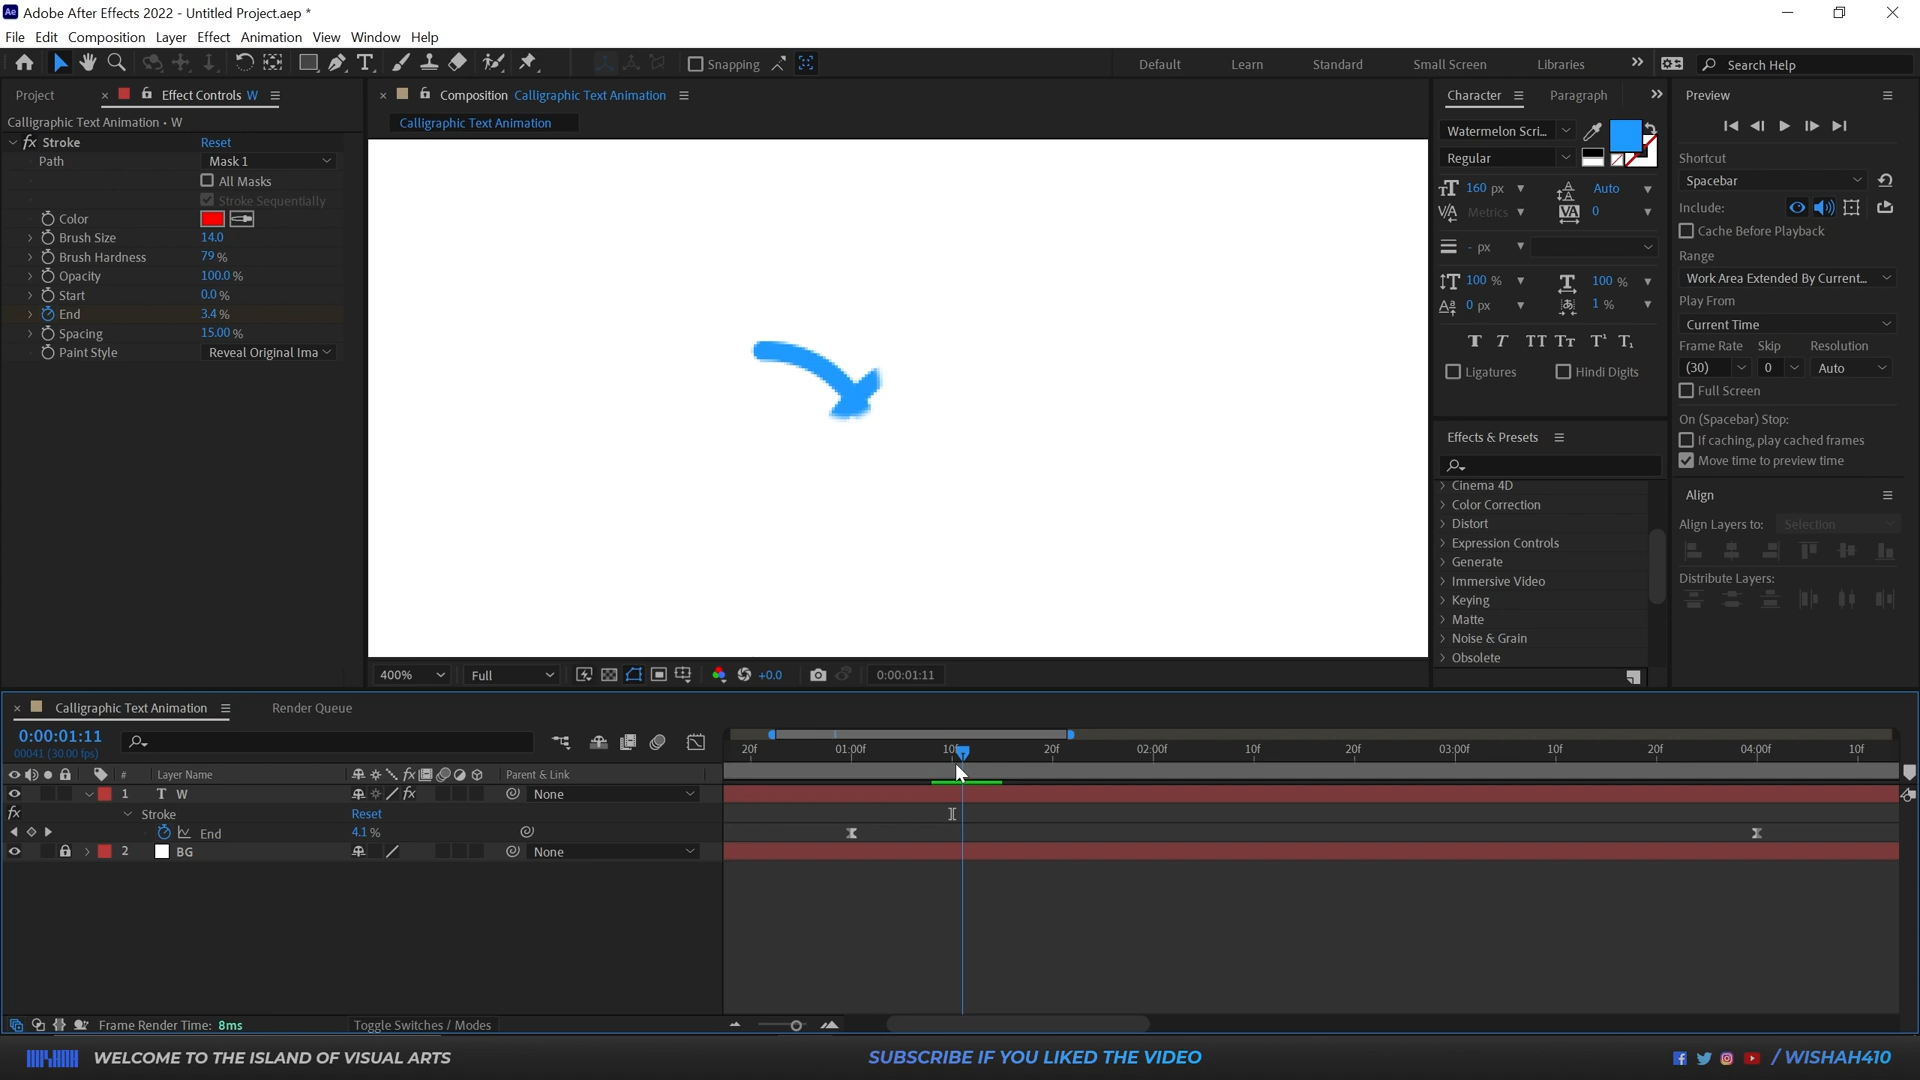 Adobe After Effects 2022 - Untitled Project.aep *
File Edit Composition Layer Effect Animation View Window Help
Snapping Default Learn Standard Small Screen Libraries Search Help
Project Effect Controls W
Calligraphic Text Animation • W
fx Stroke Reset
Path Mask 1
All Masks
Stroke Sequentially
Color
Brush Size 14.0
Brush Hardness 79 %
Opacity 100.0 %
Start 0.0 %
End 3.4 %
Spacing 15.00 %
Paint Style Reveal Original Ima
Composition Calligraphic Text Animation
Calligraphic Text Animation
400% Full +0.0 0:00:01:11
Character Paragraph
Watermelon Scri...
Regular
160 px Auto
Metrics 0
- px
100 % 100 %
0 px 1 %
T T TT Tт T¹ T₁
Ligatures Hindi Digits
Effects & Presets
Cinema 4D
Color Correction
Distort
Expression Controls
Generate
Immersive Video
Keying
Matte
Noise & Grain
Obsolete
Preview
Shortcut
Spacebar
Include:
Cache Before Playback
Range
Work Area Extended By Current...
Play From
Current Time
Frame Rate Skip Resolution
(30) 0 Auto
Full Screen
On (Spacebar) Stop:
If caching, play cached frames
Move time to preview time
Align
Align Layers to: Selection
Distribute Layers:
Calligraphic Text Animation Render Queue
0:00:01:11
00041 (30.00 fps)
20f 01:00f 10f 20f 02:00f 10f 20f 03:00f 10f 20f 04:00f 10f
# Layer Name fx Parent & Link
1 T W fx None
fx Stroke Reset
End 4.1 %
2 BG None
Frame Render Time: 8ms Toggle Switches / Modes
WELCOME TO THE ISLAND OF VISUAL ARTS SUBSCRIBE IF YOU LIKED THE VIDEO / WISHAH410